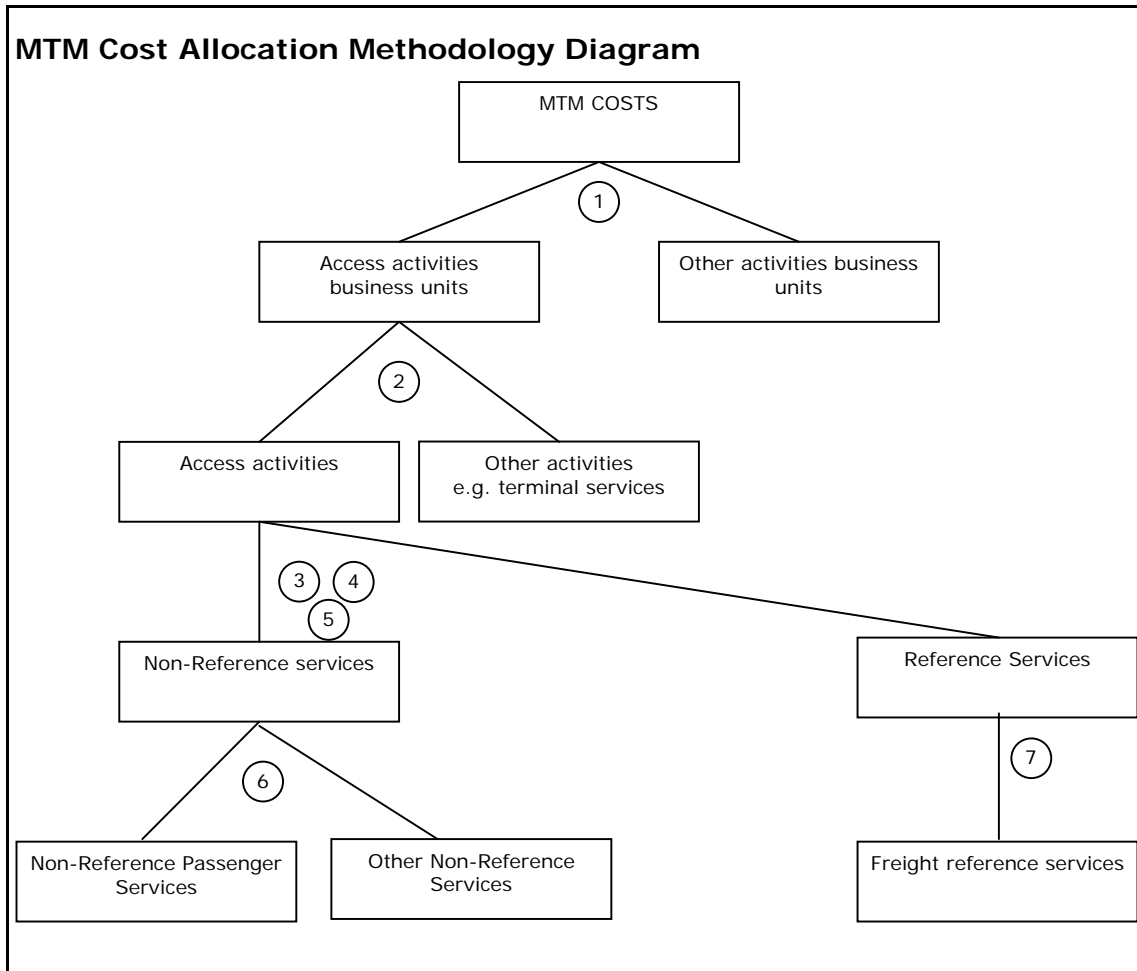 MTM Cost Allocation Methodology Diagram
MTM COSTS
1
Access activities
business units
Other activities business
units
2
Access activities
Other activities
e.g. terminal services
3
4
5
Non-Reference services
Reference Services
6
7
Non-Reference Passenger
Services
Other Non-Reference
Services
Freight reference services